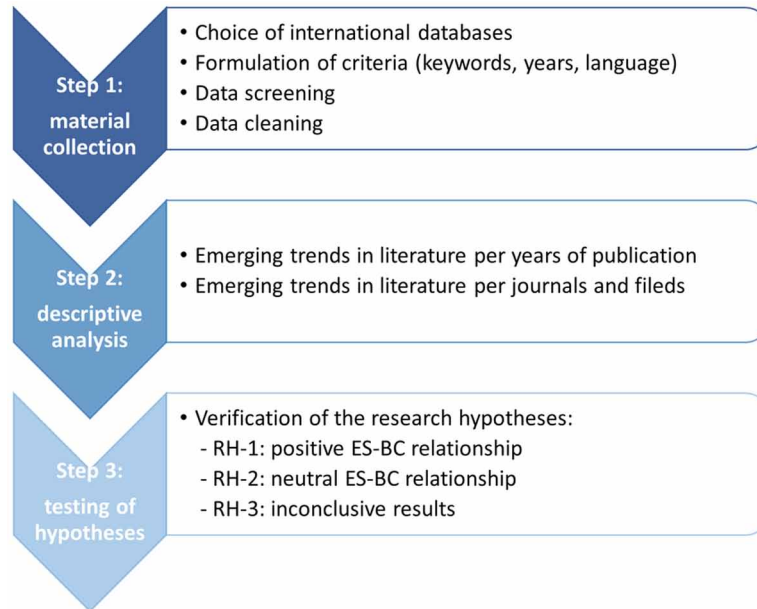 Step 1:
material
collection
• Choice of international databases
• Formulation of criteria (keywords, years, language)
• Data screening
• Data cleaning
Step 2:
descriptive
analysis
• Emerging trends in literature per years of publication
• Emerging trends in literature per journals and fileds
Step 3:
testing of
hypotheses
• Verification of the research hypotheses:
- RH-1: positive ES-BC relationship
- RH-2: neutral ES-BC relationship
- RH-3: inconclusive results